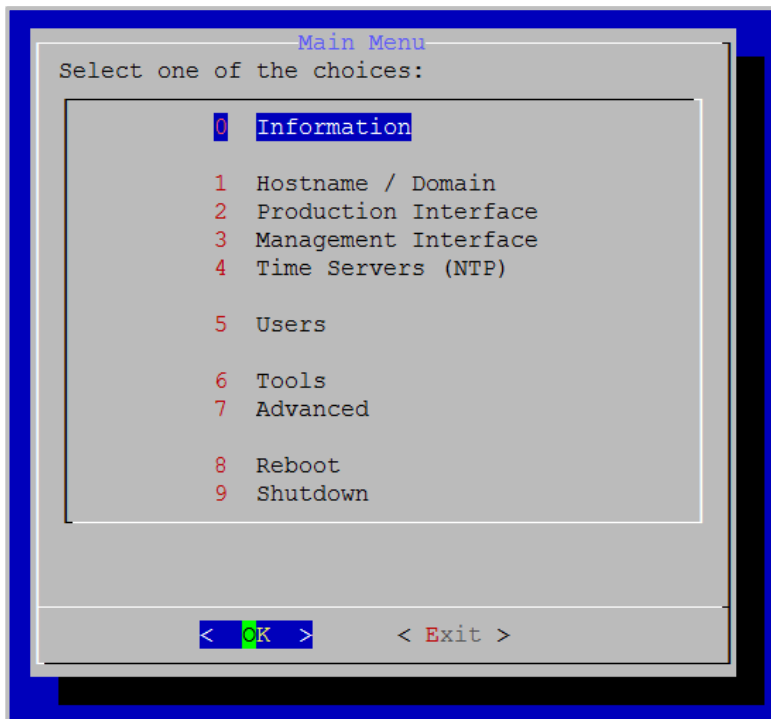 Main Menu
Select one of the choices:
0 Information
1 Hostname / Domain
2 Production Interface
3 Management Interface
4 Time Servers (NTP)
5 Users
6 Tools
7 Advanced
8 Reboot
9 Shutdown
< OK > < Exit >